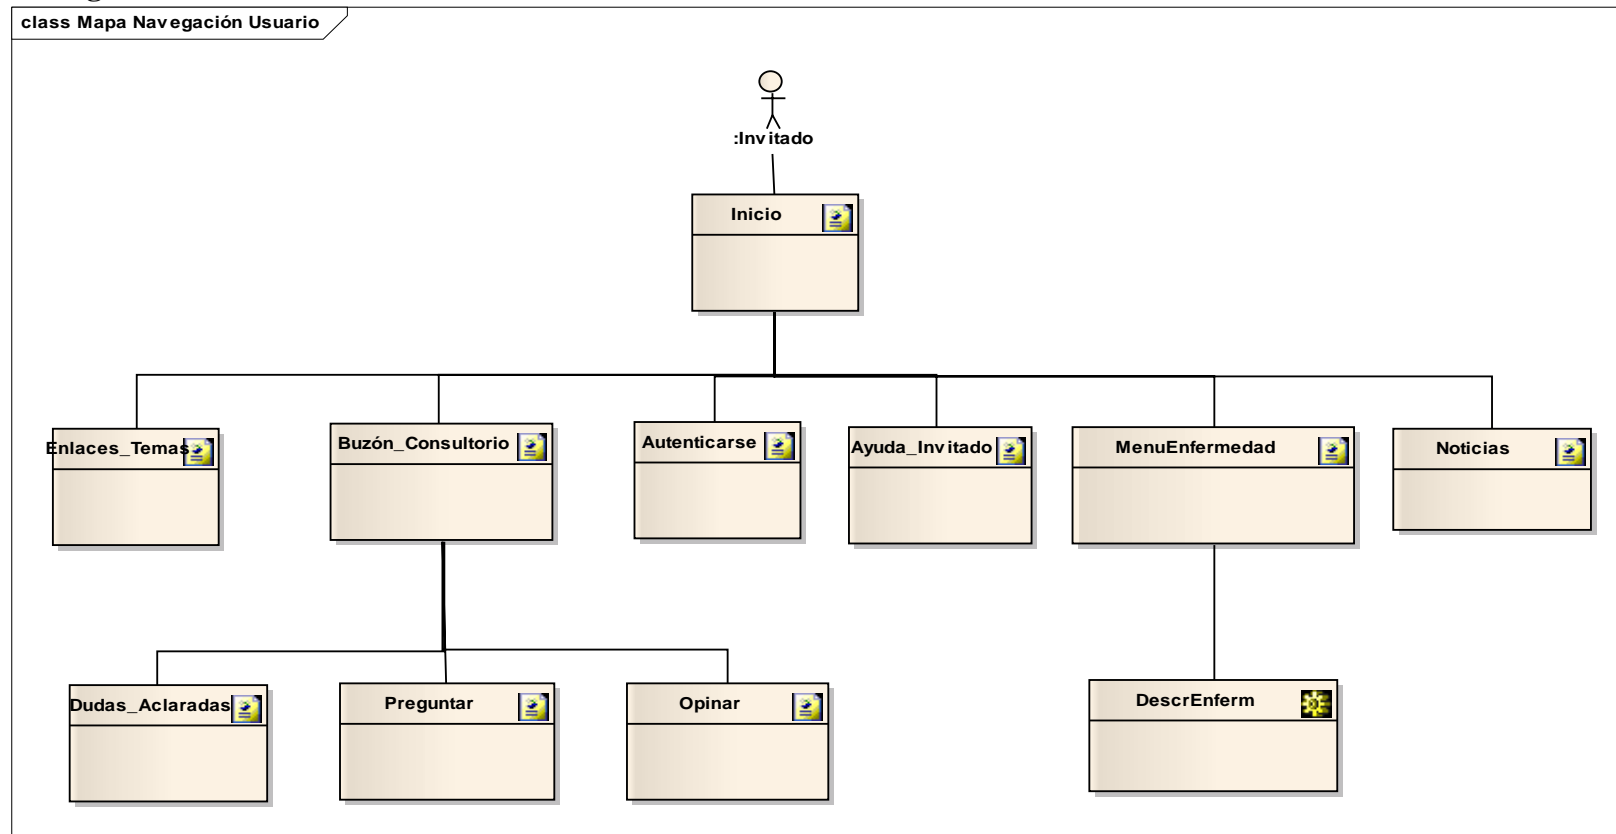 class Mapa Navegación Usuario
:Invitado
Inicio
Enlaces_Temas
Buzón_Consultorio
Autenticarse
Ayuda_Invitado
MenuEnfermedad
Noticias
Dudas_Aclaradas
Preguntar
Opinar
DescrEnferm